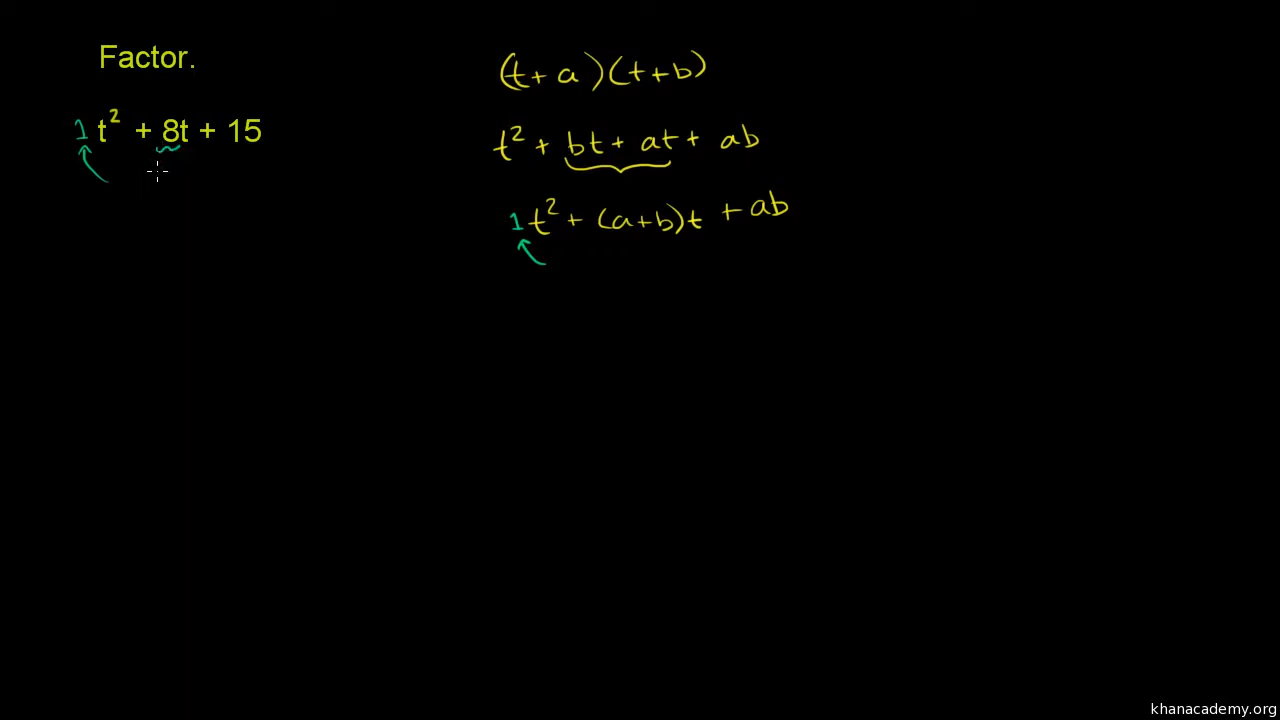 Factor.
1t² + 8t + 15
(t+a)(t+b)
t² + bt + at + ab
1t² + (a+b)t + ab
khanacademy.org